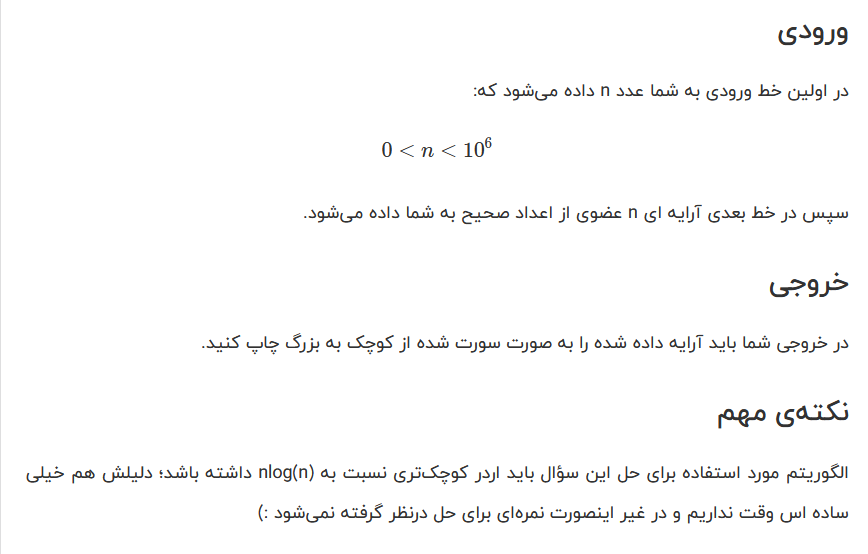 ورودی
در اولین خط ورودی به شما عدد n داده می‌شود که:
0 < n < 10⁶
سپس در خط بعدی آرایه ای n عضوی از اعداد صحیح به شما داده می‌شود.
خروجی
در خروجی شما باید آرایه داده شده را به صورت سورت شده از کوچک به بزرگ چاپ کنید.
نکته‌ی مهم
الگوریتم مورد استفاده برای حل این سؤال باید اردر کوچک‌تری نسبت به nlog(n) داشته باشد؛ دلیلش هم خیلی
ساده اس وقت نداریم و در غیر اینصورت نمره‌ای برای حل درنظر گرفته نمی‌شود :)